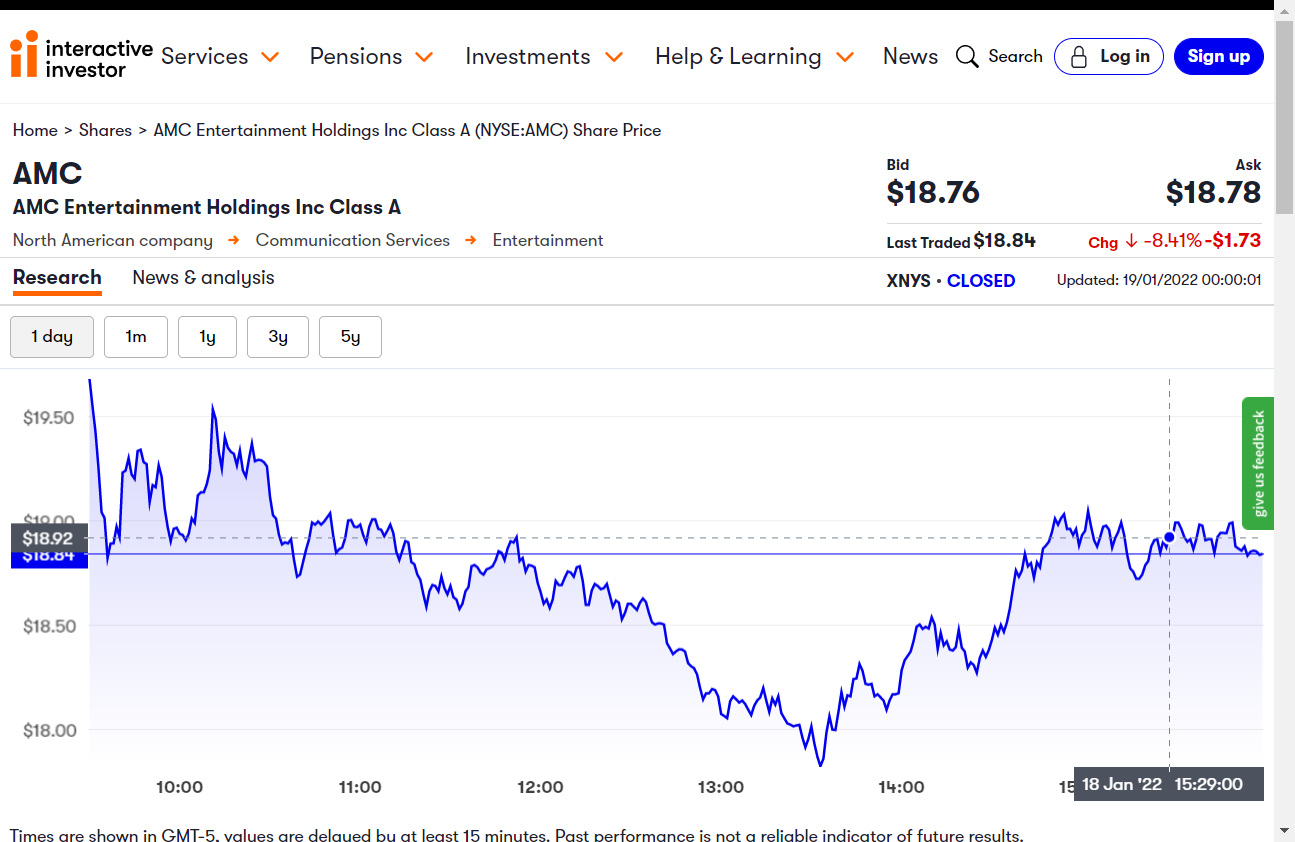 interactive investor
Services Pensions Investments Help & Learning News Search Log in Sign up
Home > Shares > AMC Entertainment Holdings Inc Class A (NYSE:AMC) Share Price
AMC
AMC Entertainment Holdings Inc Class A
North American company → Communication Services → Entertainment
Bid Ask
$18.76 $18.78
Last Traded $18.84 Chg ↓ -8.41% -$1.73
Research News & analysis
XNYS · CLOSED Updated: 19/01/2022 00:00:01
1 day 1m 1y 3y 5y
$19.50
$19.00
$18.92
$18.84
$18.50
$18.00
10:00 11:00 12:00 13:00 14:00 15
18 Jan '22 15:29:00
give us feedback
Times are shown in GMT-5, values are delayed by at least 15 minutes. Past performance is not a reliable indicator of future results.